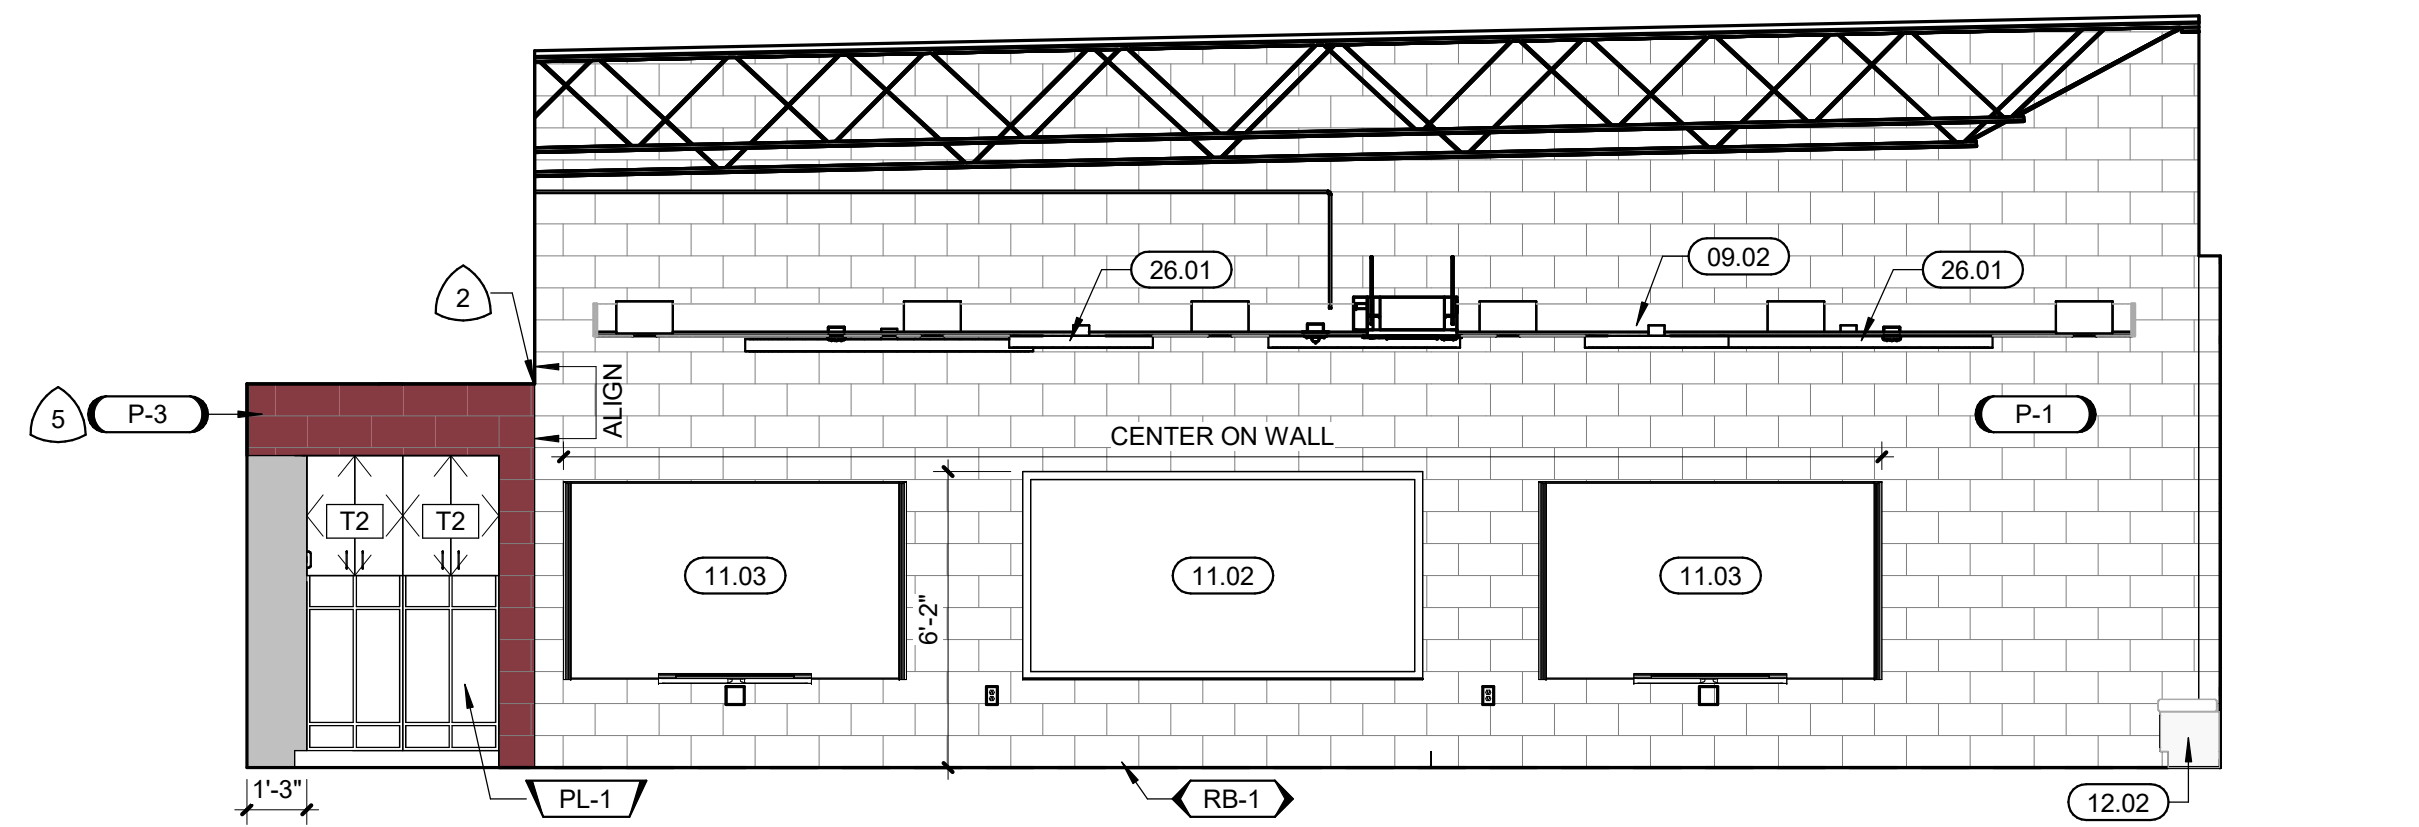 26.01
09.02
26.01
2
5
P-3
ALIGN
P-1
CENTER ON WALL
T2
T2
11.03
11.02
11.03
6'-2"
1'-3"
PL-1
RB-1
12.02